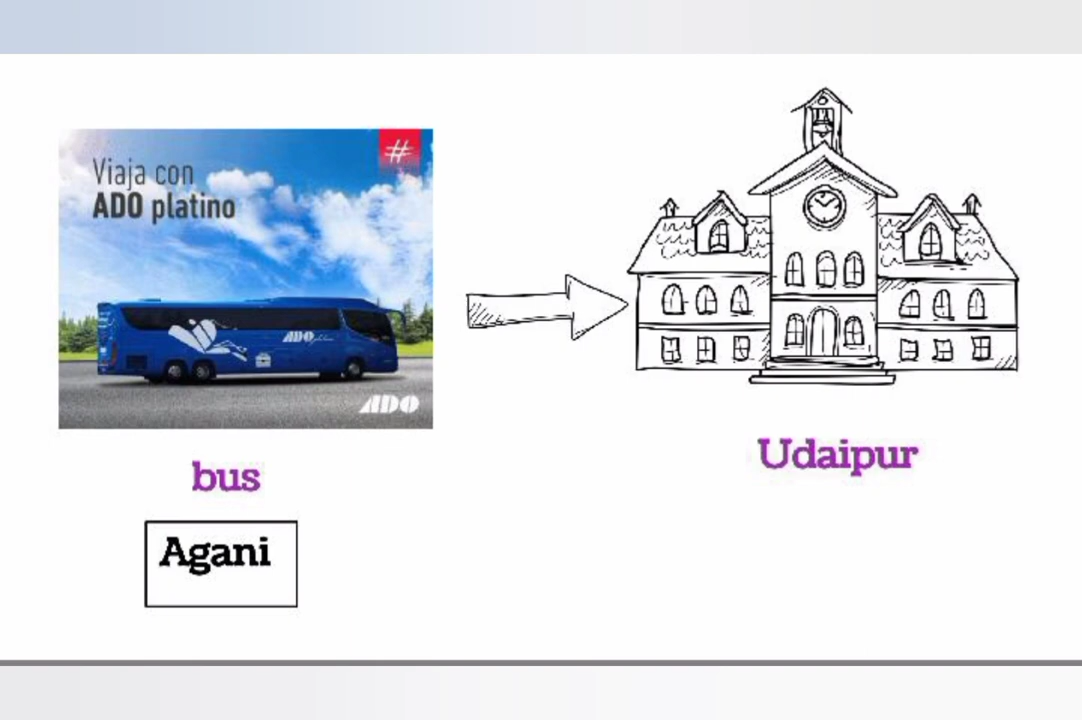 #
Viaja con
ADO platino
ADO
ADO
bus
Udaipur
Agani